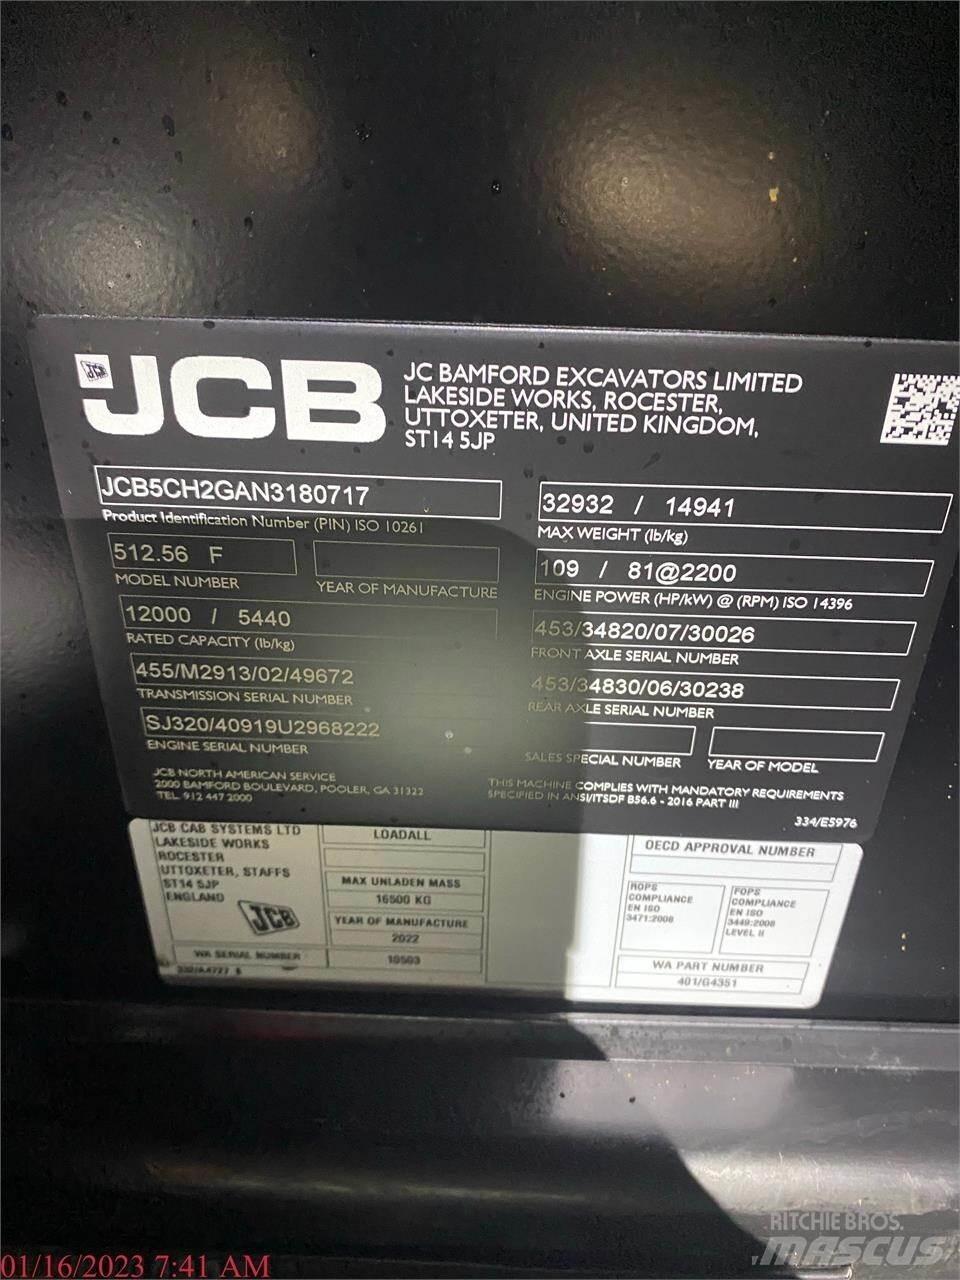 JCB
JCB
JC BAMFORD EXCAVATORS LIMITED
LAKESIDE WORKS, ROCESTER,
UTTOXETER, UNITED KINGDOM,
ST14 5JP
JCB5CH2GAN3180717
Product Identification Number (PIN) ISO 10261
512.56 F
MODEL NUMBER
YEAR OF MANUFACTURE
12000 / 5440
RATED CAPACITY (lb/kg)
455/M2913/02/49672
TRANSMISSION SERIAL NUMBER
SJ320/40919U2968222
ENGINE SERIAL NUMBER
JCB NORTH AMERICAN SERVICE
2000 BAMFORD BOULEVARD, POOLER, GA 31322
TEL. 912 447 2000
32932 / 14941
MAX WEIGHT (lb/kg)
109 / 81@2200
ENGINE POWER (HP/kW) @ (RPM) ISO 14396
453/34820/07/30026
FRONT AXLE SERIAL NUMBER
453/34830/06/30238
REAR AXLE SERIAL NUMBER
SALES SPECIAL NUMBER
YEAR OF MODEL
THIS MACHINE COMPLIES WITH MANDATORY REQUIREMENTS
SPECIFIED IN ANSI/ITSDF B56.6 - 2016 PART III
334/E5976
JCB CAB SYSTEMS LTD
LAKESIDE WORKS
ROCESTER
UTTOXETER, STAFFS
ST14 5JP
ENGLAND
JCB
WA SERIAL NUMBER
332/A4727 6
LOADALL
MAX UNLADEN MASS
16500 KG
YEAR OF MANUFACTURE
2022
10503
OECD APPROVAL NUMBER
ROPS
COMPLIANCE
EN ISO
3471:2008
FOPS
COMPLIANCE
EN ISO
3449:2008
LEVEL II
WA PART NUMBER
401/G4351
RITCHIE BROS.
MASCUS
01/16/2023 7:41 AM